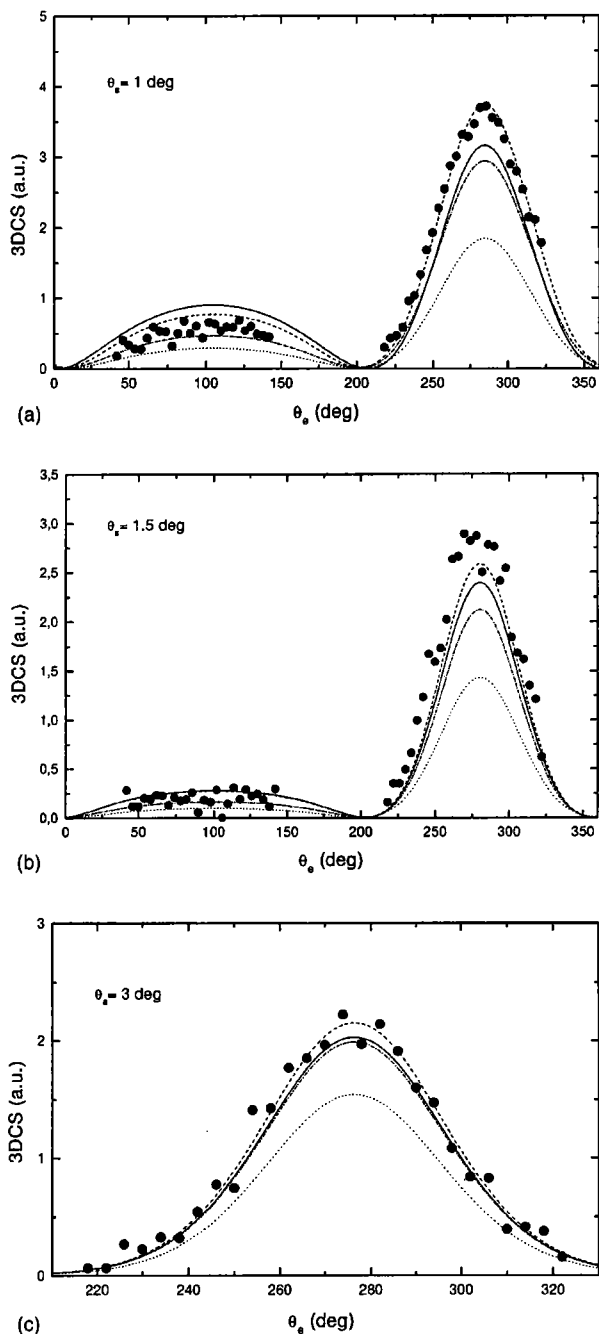 5
4
3
2
1
0
3DCS (a.u.)
θs= 1 deg
0 50 100 150 200 250 300 350
θe (deg)
(a)
3,5
3,0
2,5
2,0
1,5
1,0
0,5
0,0
3DCS (a.u.)
θs= 1.5 deg
0 50 100 150 200 250 300 350
θe (deg)
(b)
3
2
1
0
3DCS (a.u.)
θs= 3 deg
220 240 260 280 300 320
θe (deg)
(c)